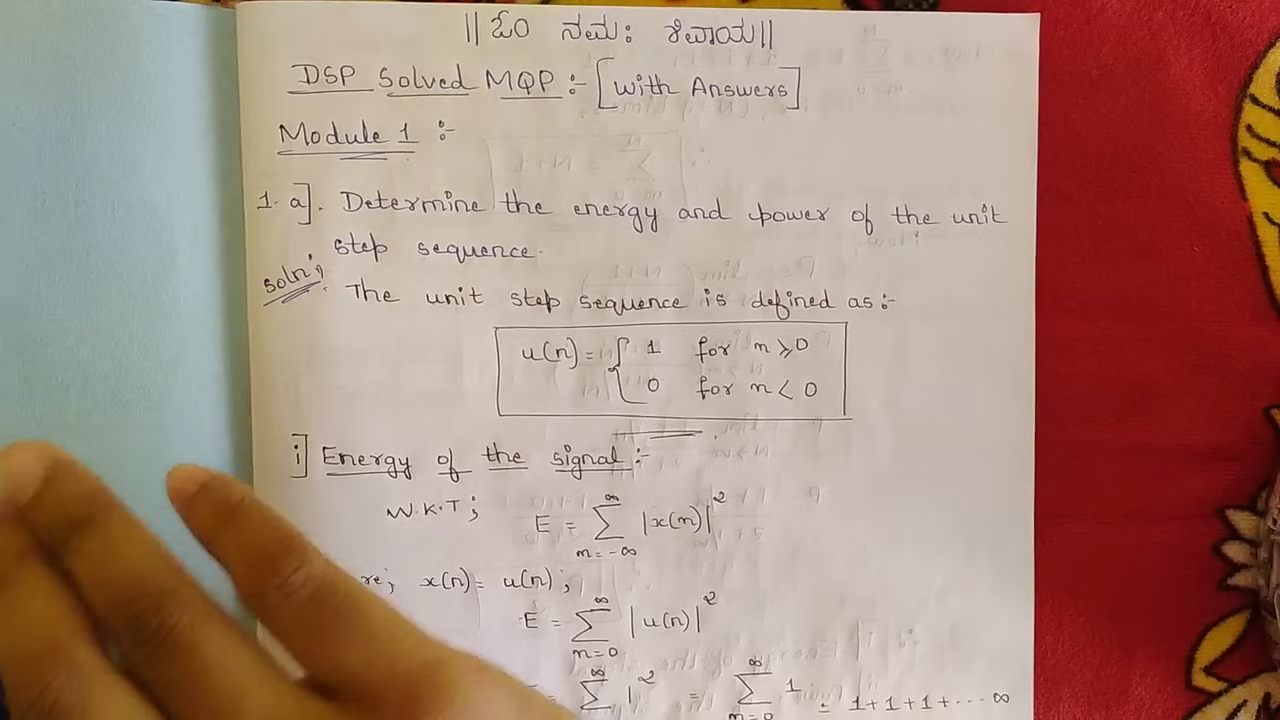 || ಓಂ ನಮಃ ಶಿವಾಯ ||
DSP Solved MQP :- [with Answers]
Module 1 :-
1. a]. Determine the energy and power of the unit
step sequence.
Soln;
The unit step sequence is defined as :-
u(n) = { 1 for n ≥ 0
0 for n < 0
i] Energy of the signal :-
W.K.T; E = ∑_{n=-∞}^{∞} |x(n)|^2
x(n) = u(n);
E = ∑_{n=0}^{∞} |u(n)|^2
= ∑^{∞} 1^2 = ∑_{n=0}^{∞} 1 = 1+1+1+...∞